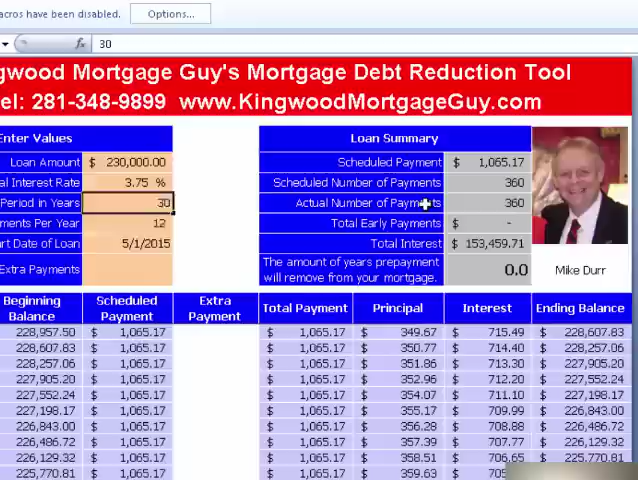 acros have been disabled. Options...
fx 30
gwood Mortgage Guy's Mortgage Debt Reduction Tool
el: 281-348-9899 www.KingwoodMortgageGuy.com
Enter Values
Loan Amount $ 230,000.00
al Interest Rate 3.75 %
Period in Years 30
ments Per Year 12
art Date of Loan 5/1/2015
Extra Payments
Loan Summary
Scheduled Payment $ 1,065.17
Scheduled Number of Payments 360
Actual Number of Payments 360
Total Early Payments $ -
Total Interest $ 153,459.71
The amount of years prepayment
will remove from your mortgage. 0.0
Mike Durr
Beginning Balance Scheduled Payment Extra Payment Total Payment Principal Interest Ending Balance
228,957.50 $ 1,065.17 $ 1,065.17 $ 349.67 $ 715.49 $ 228,607.83
228,607.83 $ 1,065.17 $ 1,065.17 $ 350.77 $ 714.40 $ 228,257.06
228,257.06 $ 1,065.17 $ 1,065.17 $ 351.86 $ 713.30 $ 227,905.20
227,905.20 $ 1,065.17 $ 1,065.17 $ 352.96 $ 712.20 $ 227,552.24
227,552.24 $ 1,065.17 $ 1,065.17 $ 354.07 $ 711.10 $ 227,198.17
227,198.17 $ 1,065.17 $ 1,065.17 $ 355.17 $ 709.99 $ 226,843.00
226,843.00 $ 1,065.17 $ 1,065.17 $ 356.28 $ 708.88 $ 226,486.72
226,486.72 $ 1,065.17 $ 1,065.17 $ 357.39 $ 707.77 $ 226,129.32
226,129.32 $ 1,065.17 $ 1,065.17 $ 358.51 $ 706.65 $ 225,770.81
225,770.81 $ 1,065.17 $ 1,065.17 $ 359.63 $ 705